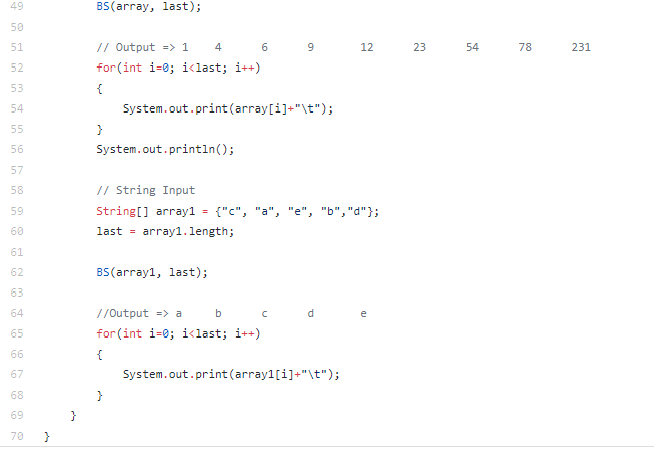 49 BS(array, last);
50
51 // Output => 1 4 6 9 12 23 54 78 231
52 for(int i=0; i<last; i++)
53 {
54 System.out.print(array[i]+"\t");
55 }
56 System.out.println();
57
58 // String Input
59 String[] array1 = {"c", "a", "e", "b","d"};
60 last = array1.length;
61
62 BS(array1, last);
63
64 //Output => a b c d e
65 for(int i=0; i<last; i++)
66 {
67 System.out.print(array1[i]+"\t");
68 }
69 }
70 }